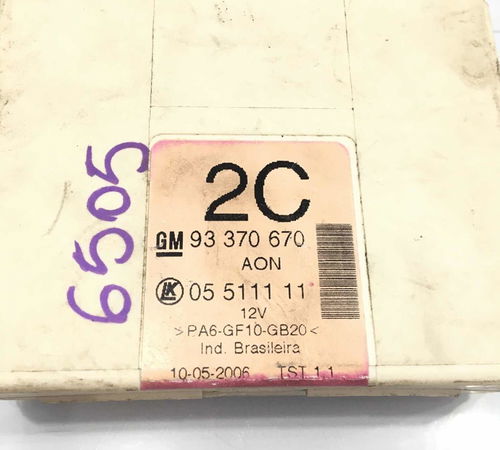 6505
2C
GM 93 370 670
AON
LK 05 5111 11
12V
>PA6-GF10-GB20<
Ind. Brasileira
10-05-2006 TST 1.1